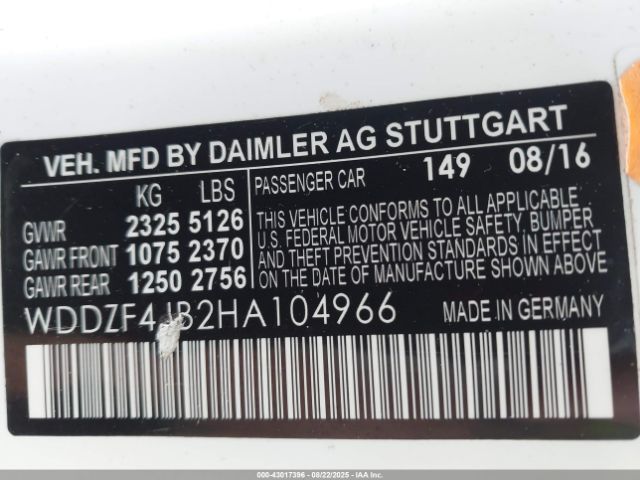 VEH. MFD BY DAIMLER AG STUTTGART
KG LBS
GVWR 2325 5126
GAWR FRONT 1075 2370
GAWR REAR 1250 2756
PASSENGER CAR 149 08/16
THIS VEHICLE CONFORMS TO ALL APPLICABLE
U.S. FEDERAL MOTOR VEHICLE SAFETY, BUMPER
AND THEFT PREVENTION STANDARDS IN EFFECT
ON THE DATE OF MANUFACTURE SHOWN ABOVE.
WDDZF4JB2HA104966 MADE IN GERMANY
000-43017396 - 08/22/2025 - IAAI.COM